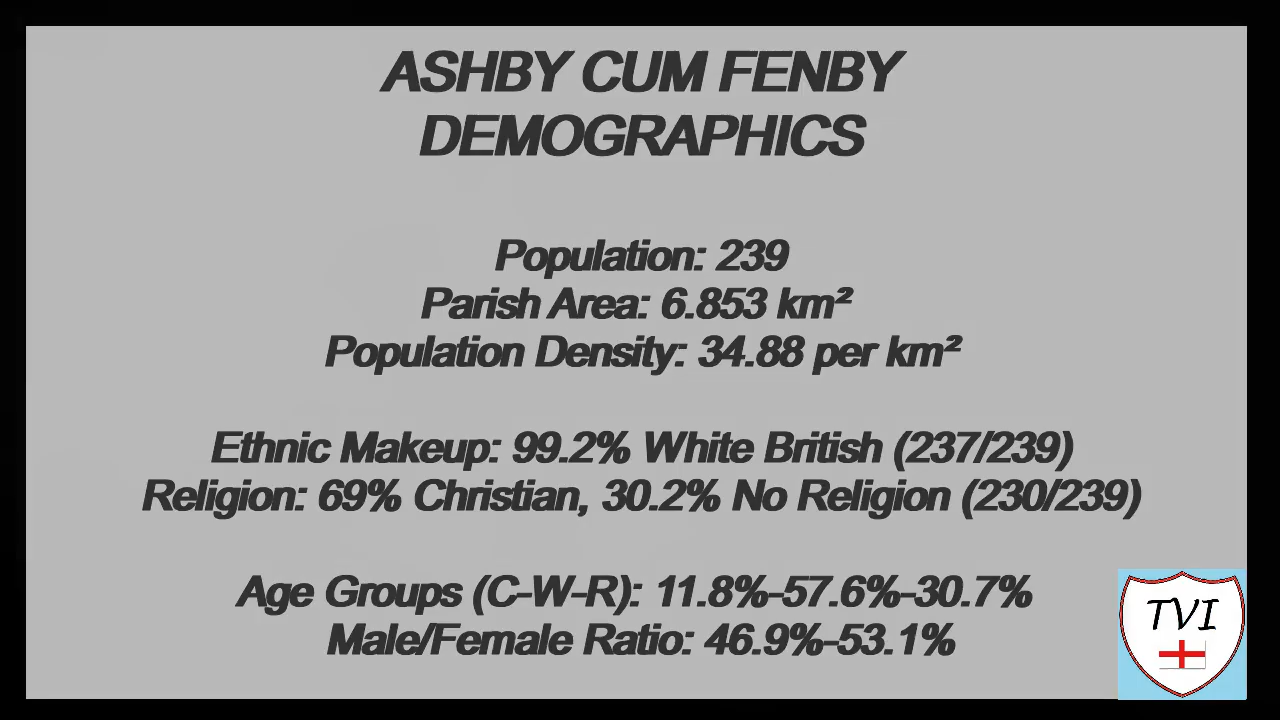 ASHBY CUM FENBY
DEMOGRAPHICS
Population: 239
Parish Area: 6.853 km²
Population Density: 34.88 per km²
Ethnic Makeup: 99.2% White British (237/239)
Religion: 69% Christian, 30.2% No Religion (230/239)
Age Groups (C-W-R): 11.8%-57.6%-30.7%
Male/Female Ratio: 46.9%-53.1%
TVI